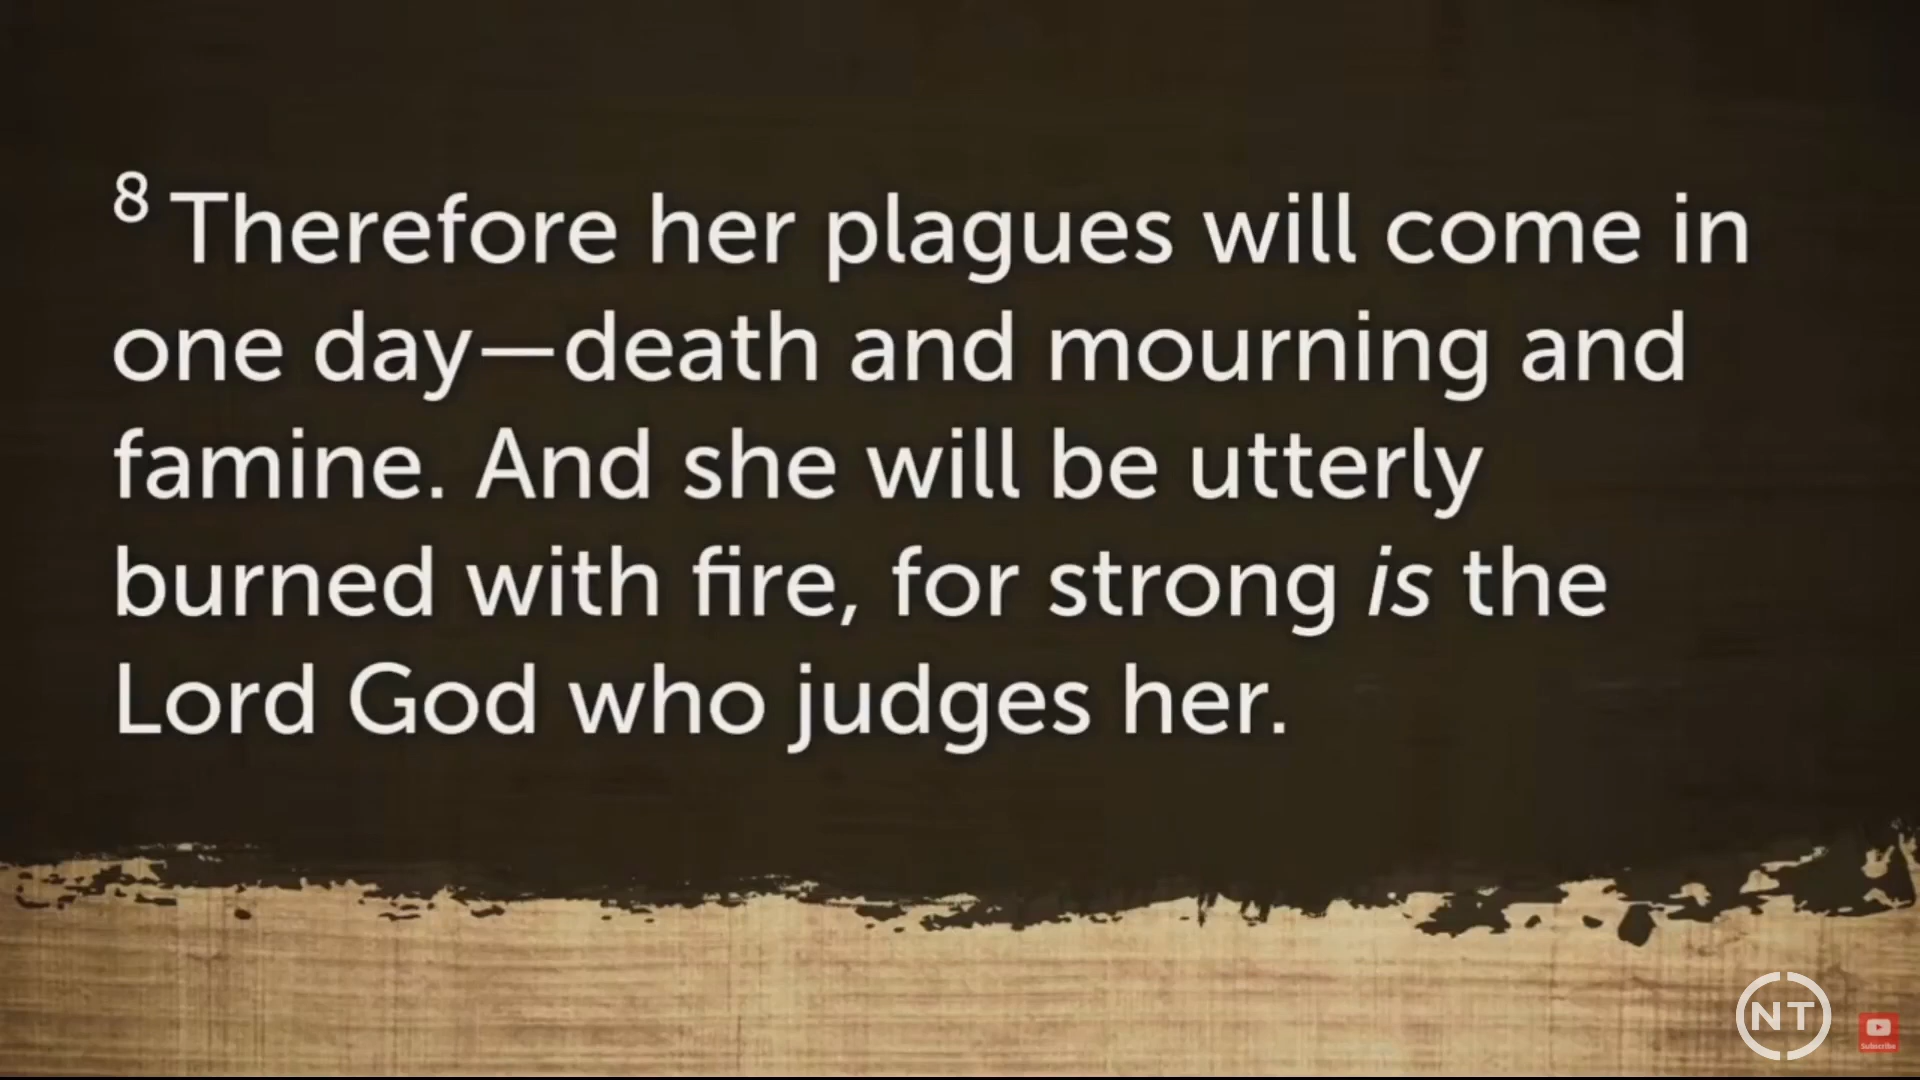 8 Therefore her plagues will come in
one day—death and mourning and
famine. And she will be utterly
burned with fire, for strong is the
Lord God who judges her.
NT
Subscribe